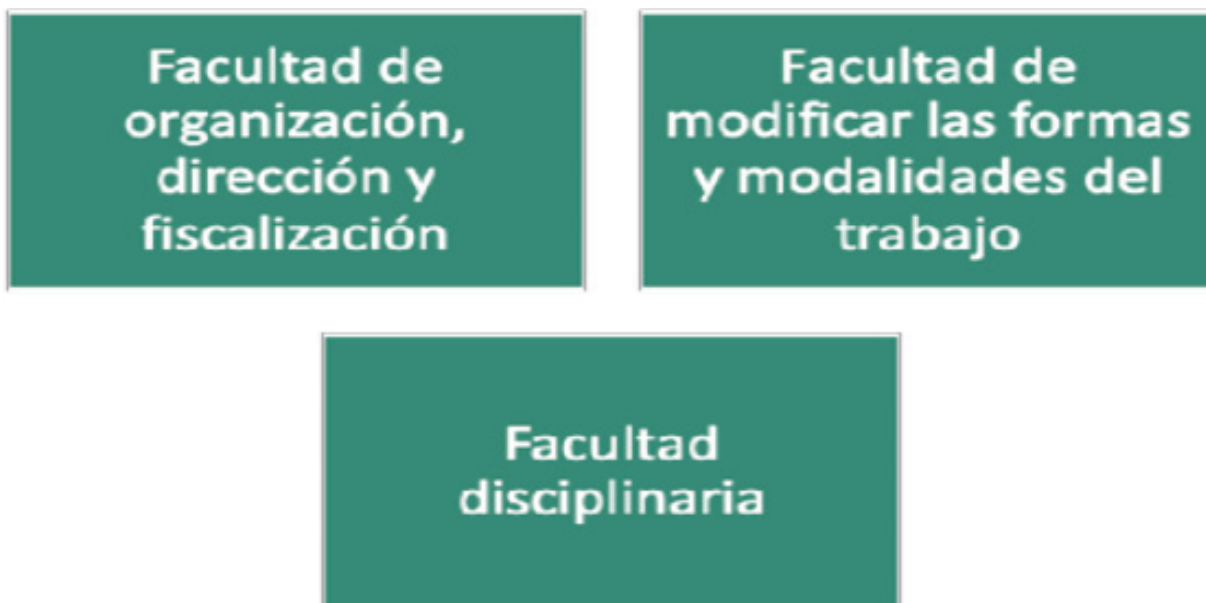 Facultad de
organización,
dirección y
fiscalización
Facultad de
modificar las formas
y modalidades del
trabajo
Facultad
disciplinaria